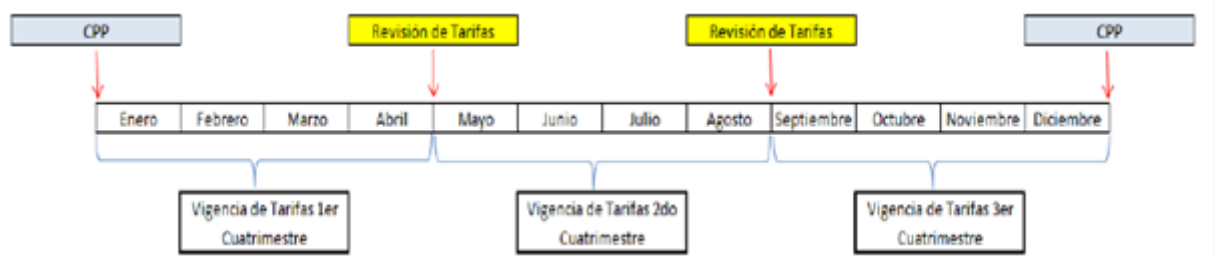 CPP
Revisión de Tarifas
Revisión de Tarifas
CPP
Enero Febrero Marzo Abril Mayo Junio Julio Agosto Septiembre Octubre Noviembre Diciembre
Vigencia de Tarifas 1er
Cuatrimestre
Vigencia de Tarifas 2do
Cuatrimestre
Vigencia de Tarifas 3er
Cuatrimestre